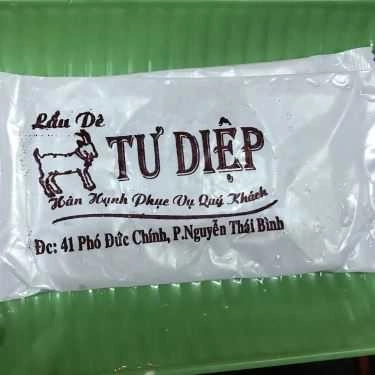 Lẩu Dê
TƯ DIỆP
Hân Hạnh Phục Vụ Quý Khách
Đc: 41 Phó Đức Chính, P.Nguyễn Thái Bình